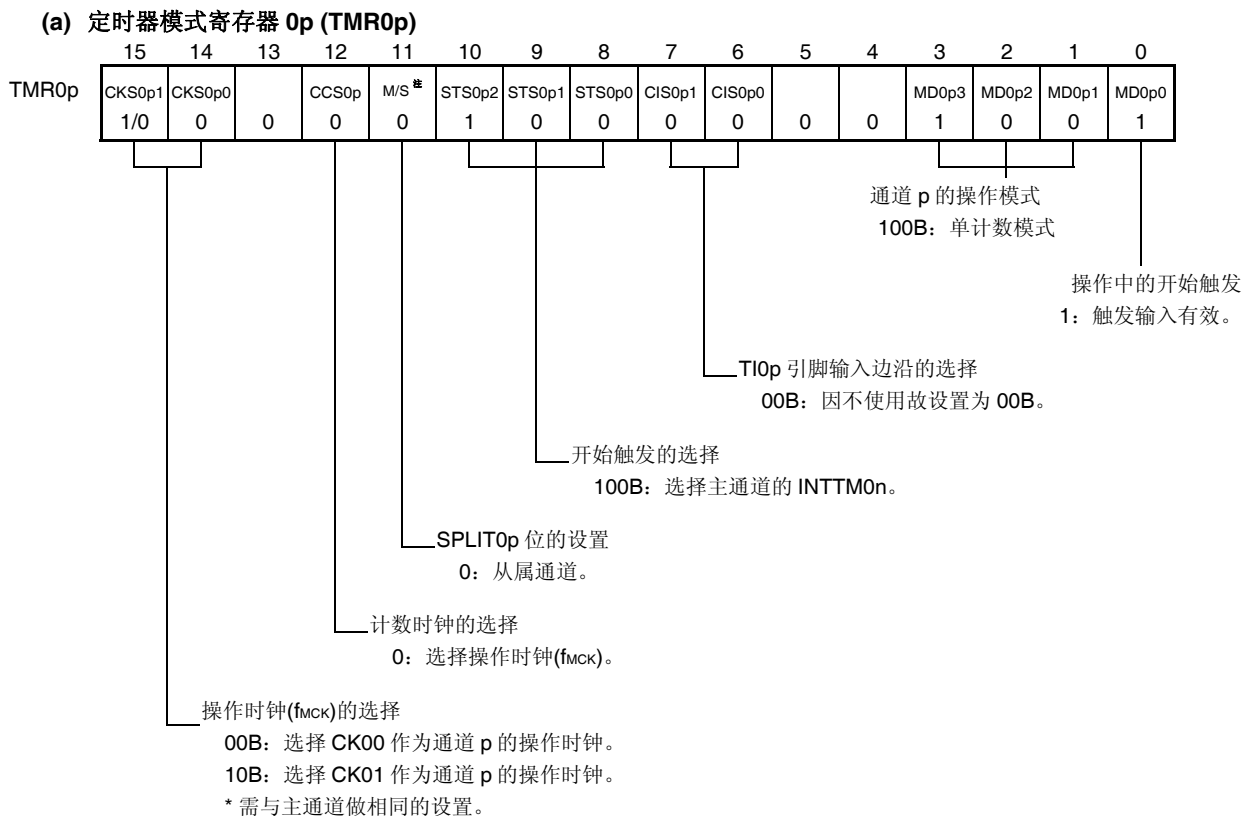 (a) 定时器模式寄存器 0p (TMR0p)
15 14 13 12 11 10 9 8 7 6 5 4 3 2 1 0
TMR0p CKS0p1 CKS0p0 CCS0p M/S 注 STS0p2 STS0p1 STS0p0 CIS0p1 CIS0p0 MD0p3 MD0p2 MD0p1 MD0p0
1/0 0 0 0 0 1 0 0 0 0 0 0 1 0 0 1
通道 p 的操作模式
100B：单计数模式
操作中的开始触发
1：触发输入有效。
TI0p 引脚输入边沿的选择
00B：因不使用故设置为 00B。
开始触发的选择
100B：选择主通道的 INTTM0n。
SPLIT0p 位的设置
0：从属通道。
计数时钟的选择
0：选择操作时钟(fMCK)。
操作时钟(fMCK)的选择
00B：选择 CK00 作为通道 p 的操作时钟。
10B：选择 CK01 作为通道 p 的操作时钟。
* 需与主通道做相同的设置。